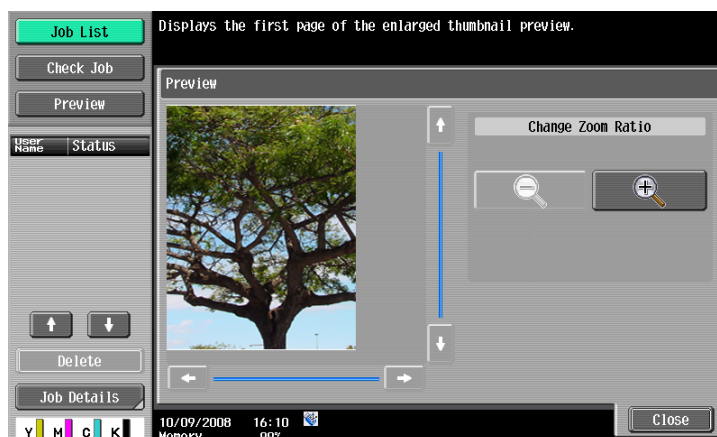 Job List
Displays the first page of the enlarged thumbnail preview.
Check Job
Preview
Preview
User Name
Status
Change Zoom Ratio
Delete
Job Details
Y M C K
10/09/2008 16:10
Memory 99%
Close